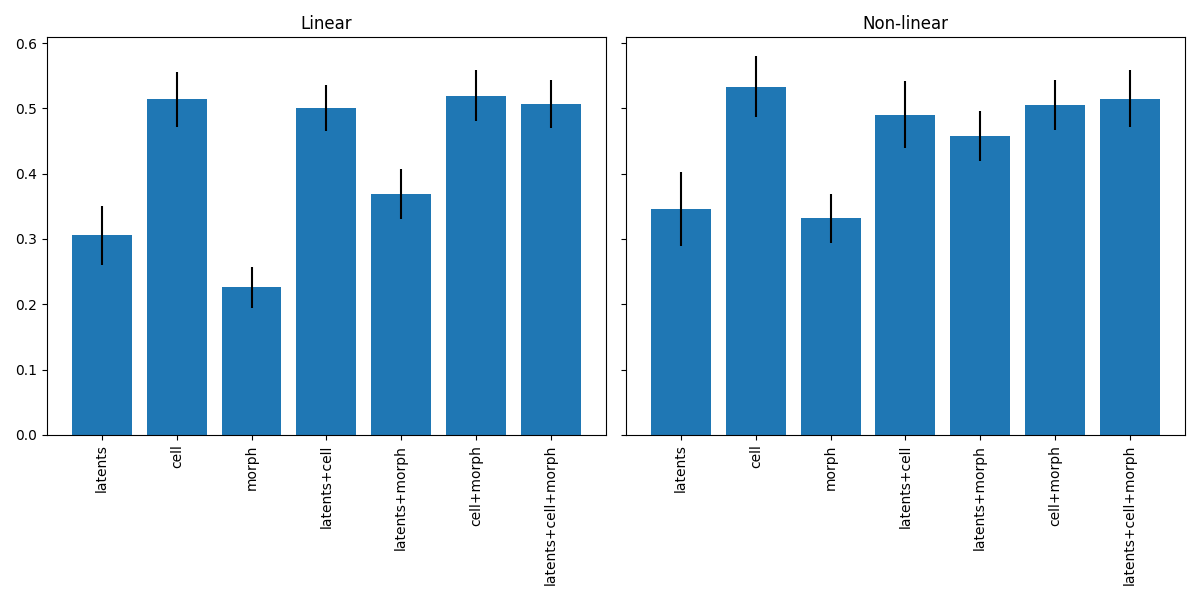 Linear
Non-linear
0.6
0.5
0.4
0.3
0.2
0.1
0.0
latents
cell
morph
latents+cell
latents+morph
cell+morph
latents+cell+morph
latents
cell
morph
latents+cell
latents+morph
cell+morph
latents+cell+morph